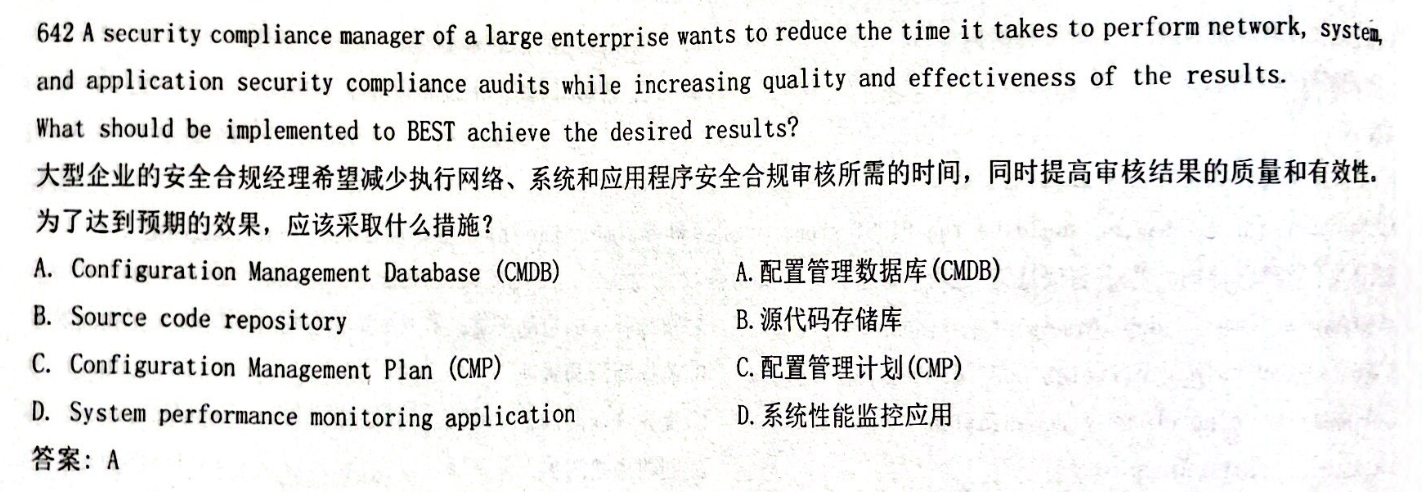 642 A security compliance manager of a large enterprise wants to reduce the time it takes to perform network, system,
and application security compliance audits while increasing quality and effectiveness of the results.
What should be implemented to BEST achieve the desired results?
大型企业的安全合规经理希望减少执行网络、系统和应用程序安全合规审核所需的时间，同时提高审核结果的质量和有效性.
为了达到预期的效果，应该采取什么措施？
A. Configuration Management Database (CMDB) A.配置管理数据库(CMDB)
B. Source code repository B.源代码存储库
C. Configuration Management Plan (CMP) C.配置管理计划(CMP)
D. System performance monitoring application D.系统性能监控应用
答案: A